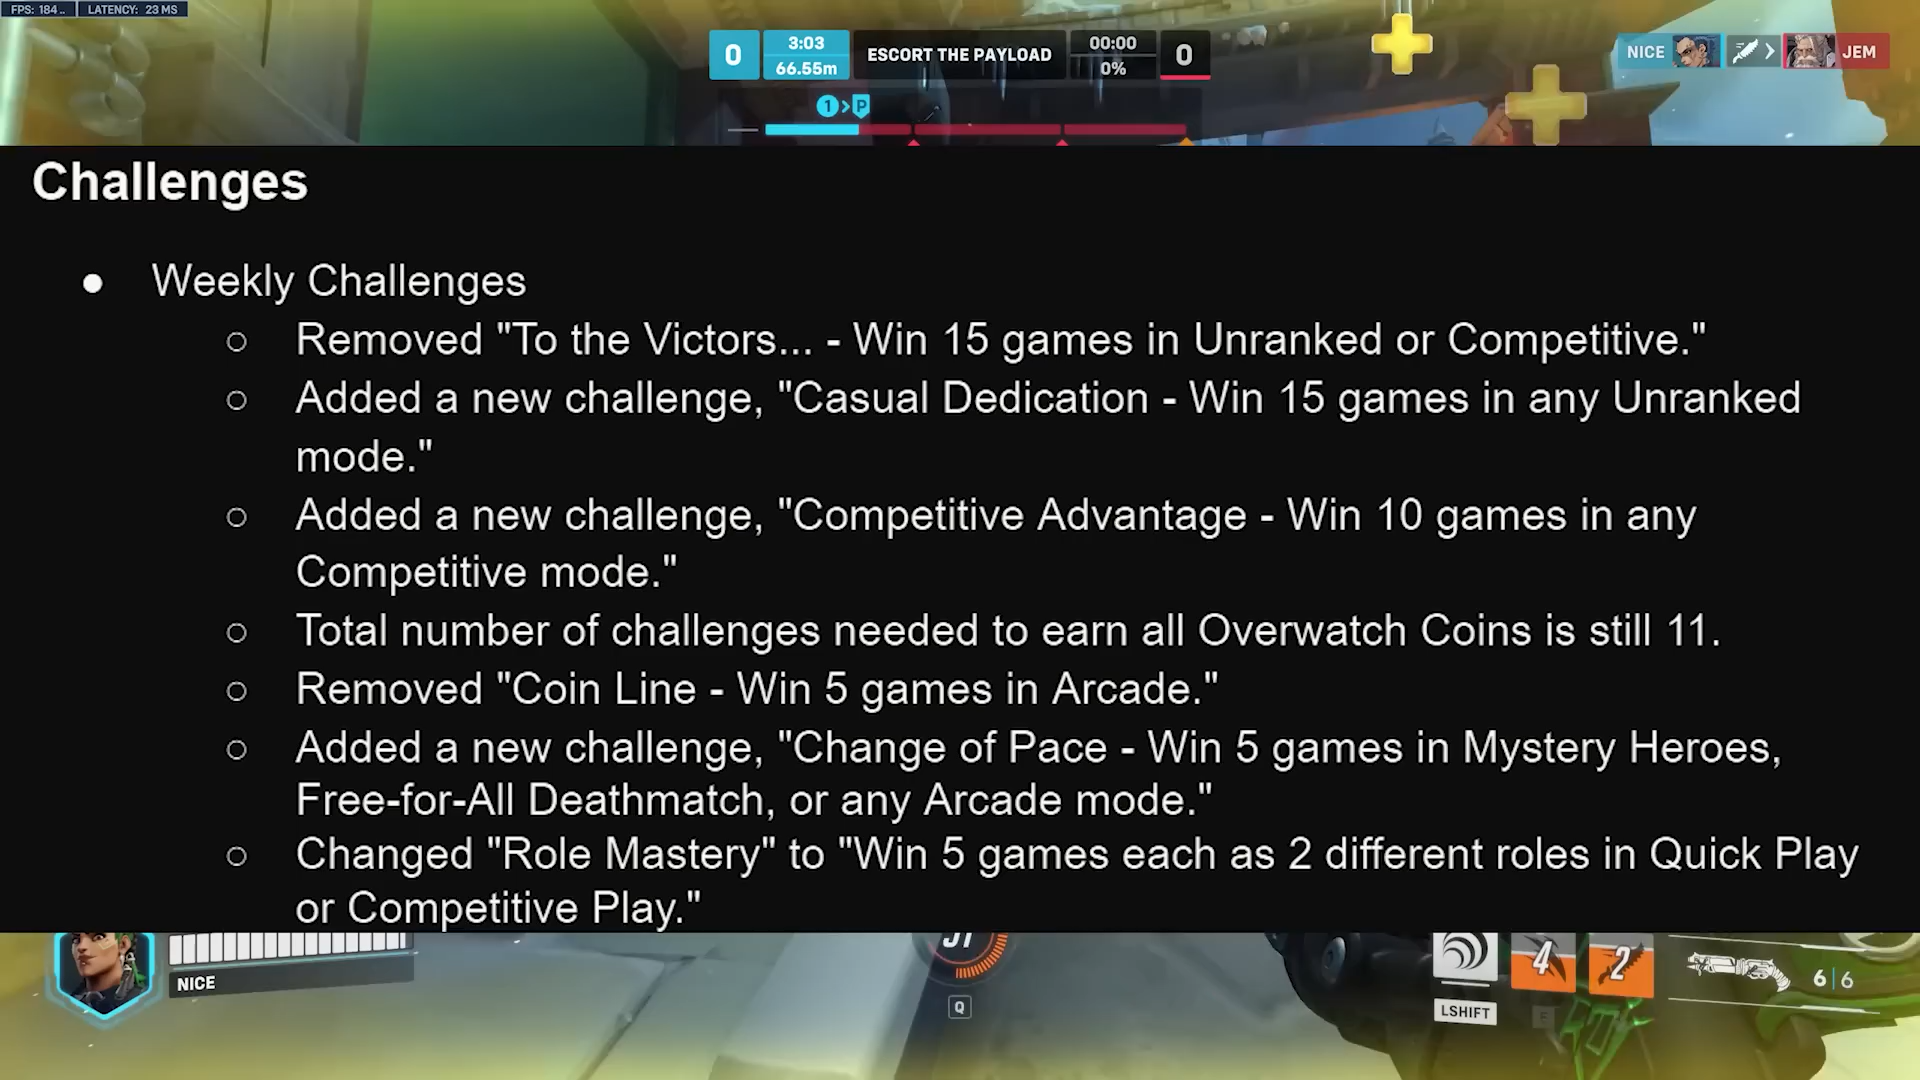 FPS: 184 .. LATENCY: 23 MS
0 3:03 66.55m ESCORT THE PAYLOAD 00:00 0% 0
NICE JEM
1 > P
Challenges
● Weekly Challenges
○ Removed "To the Victors... - Win 15 games in Unranked or Competitive."
○ Added a new challenge, "Casual Dedication - Win 15 games in any Unranked
mode."
○ Added a new challenge, "Competitive Advantage - Win 10 games in any
Competitive mode."
○ Total number of challenges needed to earn all Overwatch Coins is still 11.
○ Removed "Coin Line - Win 5 games in Arcade."
○ Added a new challenge, "Change of Pace - Win 5 games in Mystery Heroes,
Free-for-All Deathmatch, or any Arcade mode."
○ Changed "Role Mastery" to "Win 5 games each as 2 different roles in Quick Play
or Competitive Play."
NICE
Q
4 2
6|6
LSHIFT E